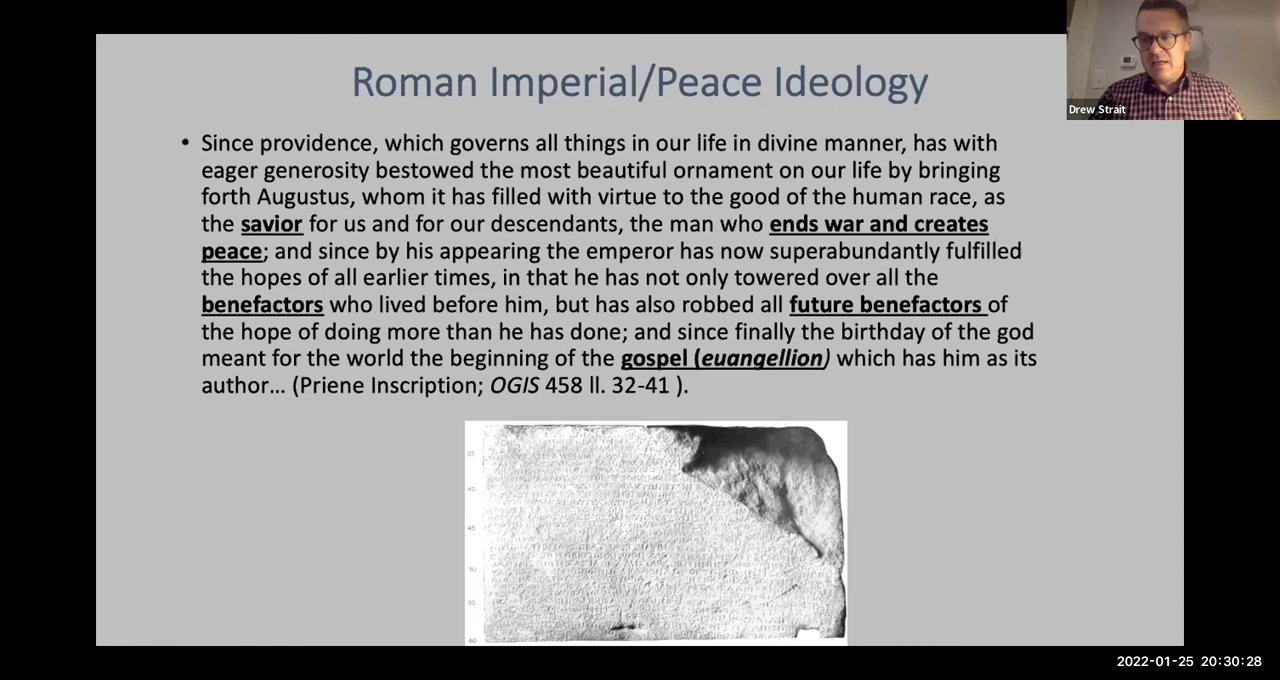 Roman Imperial/Peace Ideology
Drew Strait
• Since providence, which governs all things in our life in divine manner, has with
eager generosity bestowed the most beautiful ornament on our life by bringing
forth Augustus, whom it has filled with virtue to the good of the human race, as
the savior for us and for our descendants, the man who ends war and creates
peace; and since by his appearing the emperor has now superabundantly fulfilled
the hopes of all earlier times, in that he has not only towered over all the
benefactors who lived before him, but has also robbed all future benefactors of
the hope of doing more than he has done; and since finally the birthday of the god
meant for the world the beginning of the gospel (euangellion) which has him as its
author... (Priene Inscription; OGIS 458 ll. 32-41 ).
35
40
45
50
55
60
2022-01-25 20:30:28